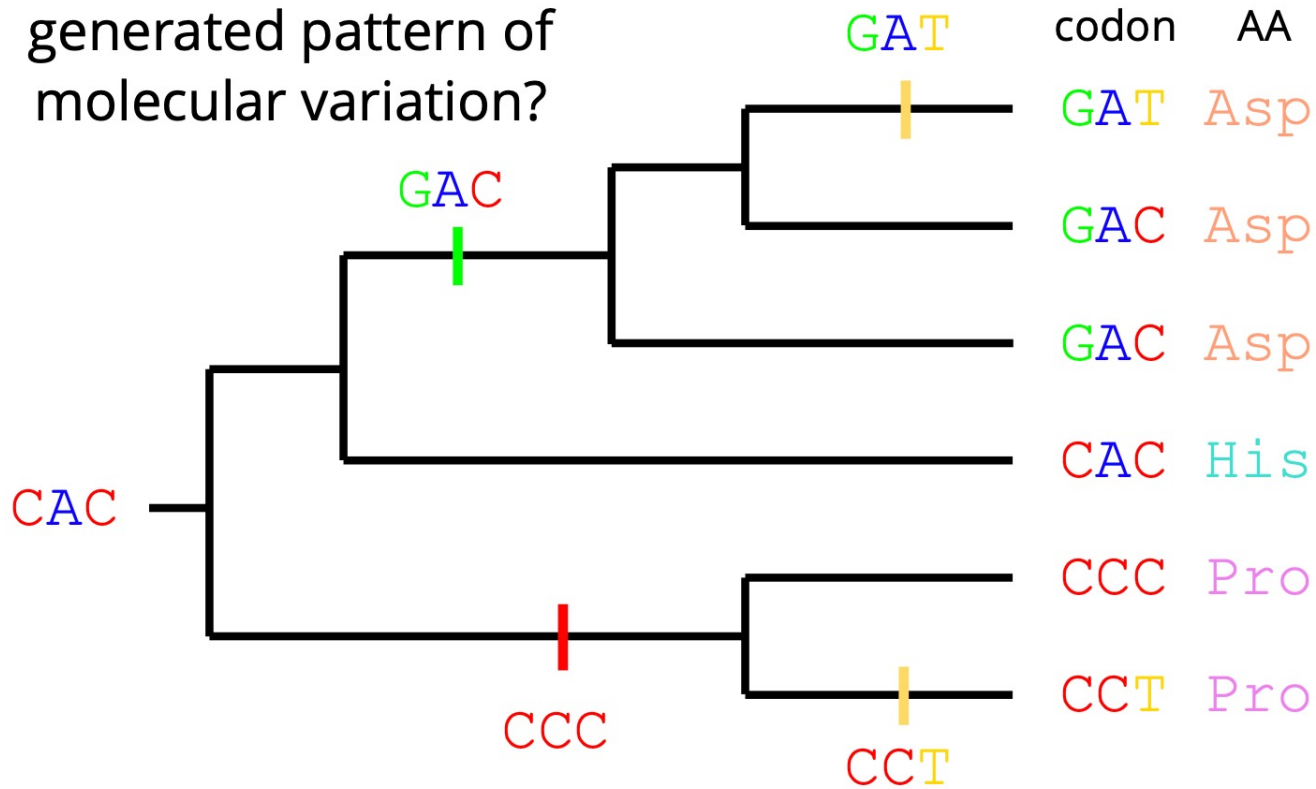 generated pattern of
molecular variation?
GAT
codon AA
GAT Asp
GAC
GAC Asp
GAC Asp
CAC His
CAC
CCC Pro
CCT Pro
CCC
CCT